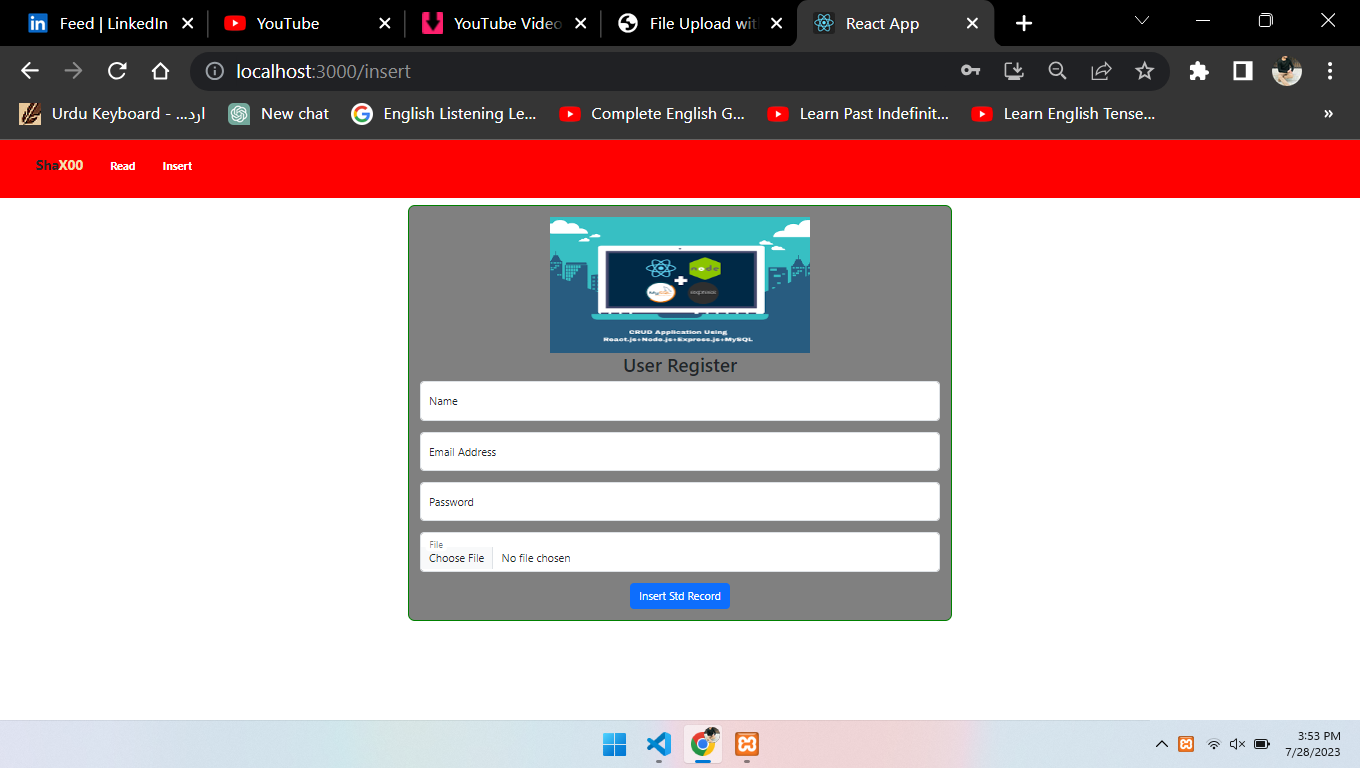 Feed | LinkedIn
YouTube
YouTube Video
File Upload wit
React App
localhost:3000/insert
Urdu Keyboard - ...ارد
New chat
English Listening Le...
Complete English G...
Learn Past Indefinit...
Learn English Tense...
»
ShaX00
Read
Insert
node
express
CRUD Application Using
React.js+Node.js+Express.js+MySQL
User Register
Name
Email Address
Password
File
Choose File
No file chosen
Insert Std Record
3:53 PM
7/28/2023